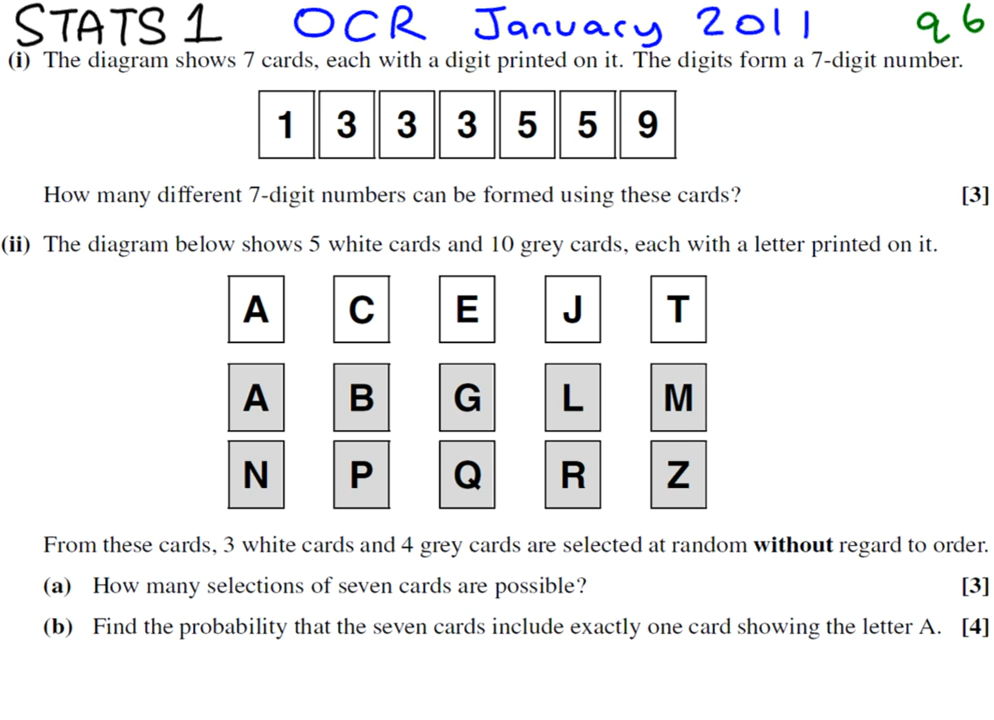 STATS 1 OCR January 2011 q6
(i) The diagram shows 7 cards, each with a digit printed on it. The digits form a 7-digit number.
1 3 3 3 5 5 9
How many different 7-digit numbers can be formed using these cards? [3]
(ii) The diagram below shows 5 white cards and 10 grey cards, each with a letter printed on it.
A C E J T
A B G L M
N P Q R Z
From these cards, 3 white cards and 4 grey cards are selected at random without regard to order.
(a) How many selections of seven cards are possible? [3]
(b) Find the probability that the seven cards include exactly one card showing the letter A. [4]